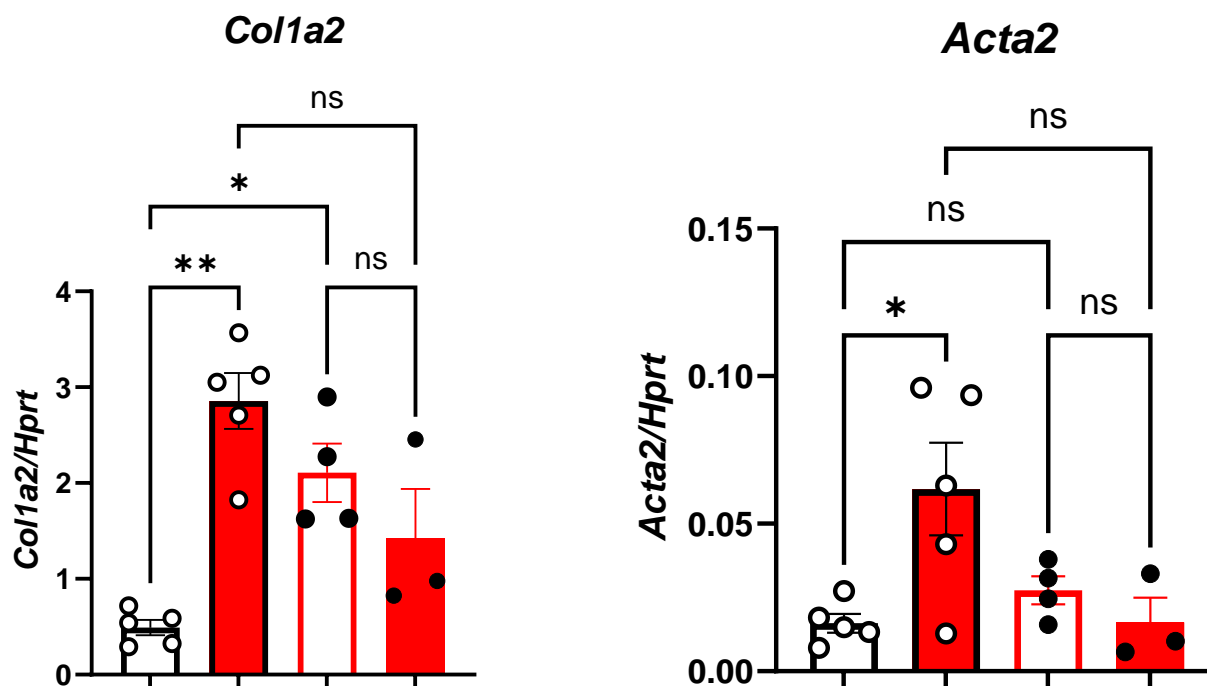 Col1a2
ns
*
**
ns
4
3
2
1
0
Col1a2/Hprt
Acta2
ns
ns
*
ns
0.15
0.10
0.05
0.00
Acta2/Hprt